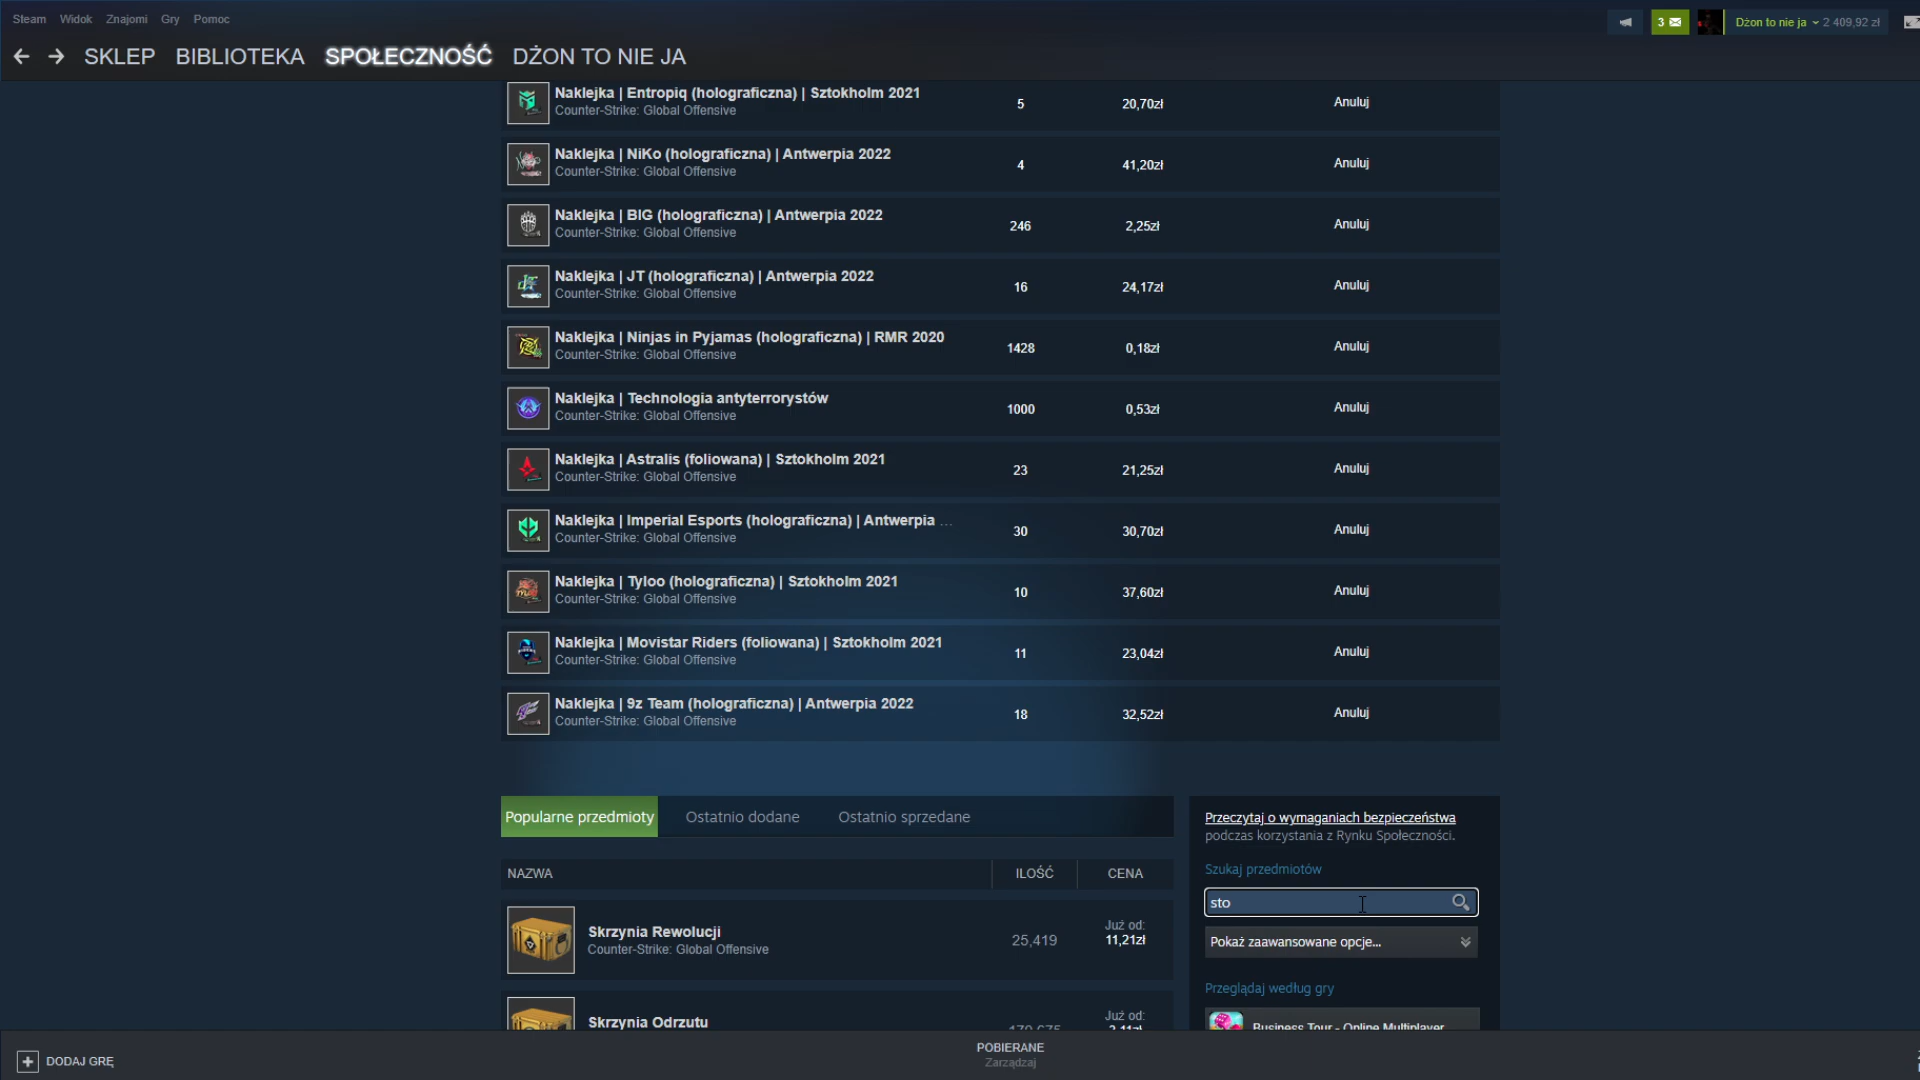 Steam Widok Znajomi Gry Pomoc
3 Dżon to nie ja 2 409,92 zł
SKLEP BIBLIOTEKA SPOŁECZNOŚĆ DŻON TO NIE JA
Naklejka | Entropiq (holograficzna) | Sztokholm 2021
Counter-Strike: Global Offensive
5 20,70zł Anuluj
Naklejka | NiKo (holograficzna) | Antwerpia 2022
Counter-Strike: Global Offensive
4 41,20zł Anuluj
Naklejka | BIG (holograficzna) | Antwerpia 2022
Counter-Strike: Global Offensive
246 2,25zł Anuluj
Naklejka | JT (holograficzna) | Antwerpia 2022
Counter-Strike: Global Offensive
16 24,17zł Anuluj
Naklejka | Ninjas in Pyjamas (holograficzna) | RMR 2020
Counter-Strike: Global Offensive
1428 0,18zł Anuluj
Naklejka | Technologia antyterrorystów
Counter-Strike: Global Offensive
1000 0,53zł Anuluj
Naklejka | Astralis (foliowana) | Sztokholm 2021
Counter-Strike: Global Offensive
23 21,25zł Anuluj
Naklejka | Imperial Esports (holograficzna) | Antwerpia ...
Counter-Strike: Global Offensive
30 30,70zł Anuluj
Naklejka | Tyloo (holograficzna) | Sztokholm 2021
Counter-Strike: Global Offensive
10 37,60zł Anuluj
Naklejka | Movistar Riders (foliowana) | Sztokholm 2021
Counter-Strike: Global Offensive
11 23,04zł Anuluj
Naklejka | 9z Team (holograficzna) | Antwerpia 2022
Counter-Strike: Global Offensive
18 32,52zł Anuluj
Popularne przedmioty Ostatnio dodane Ostatnio sprzedane
NAZWA ILOŚĆ CENA
Skrzynia Rewolucji
Counter-Strike: Global Offensive
25,419
Już od:
11,21zł
Skrzynia Odrzutu
Już od:
Przeczytaj o wymaganiach bezpieczeństwa
podczas korzystania z Rynku Społeczności.
Szukaj przedmiotów
sto
Pokaż zaawansowane opcje...
Przeglądaj według gry
Business Tour - Online Multiplayer
DODAJ GRĘ
POBIERANE
Zarządzaj